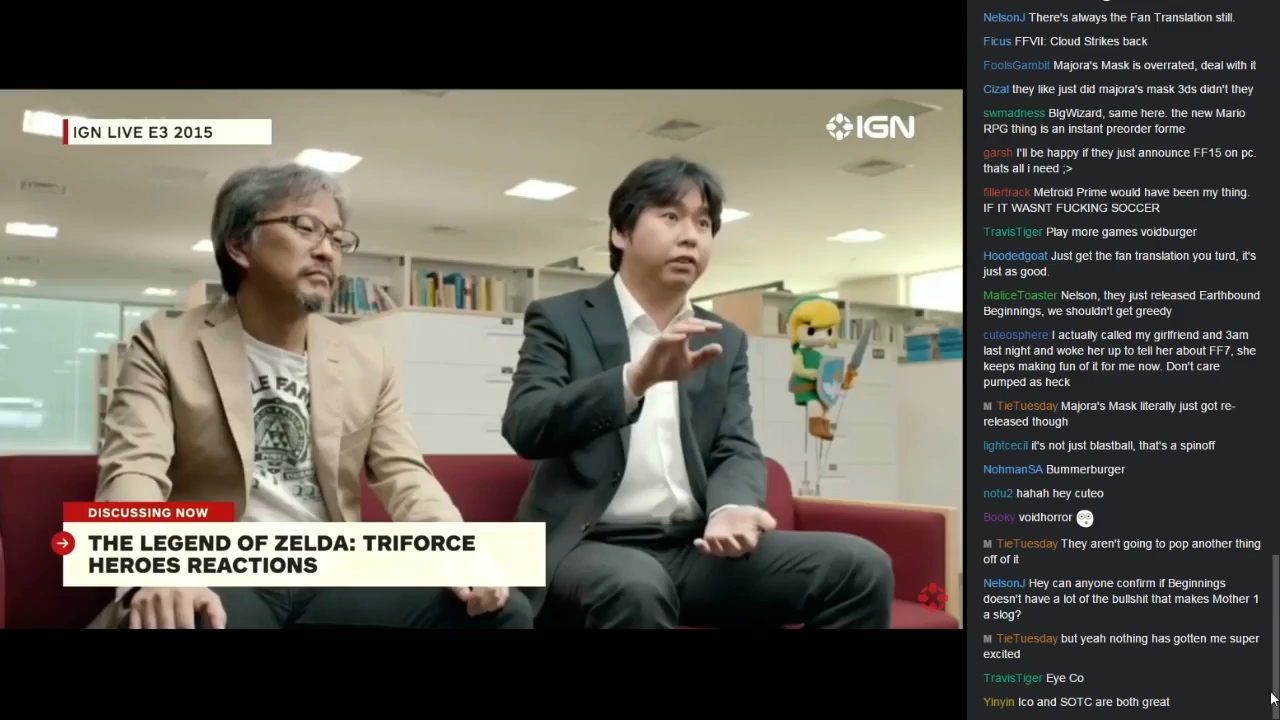 IGN LIVE E3 2015
IGN
LE FAN
DISCUSSING NOW
THE LEGEND OF ZELDA: TRIFORCE
HEROES REACTIONS
NelsonJ There's always the Fan Translation still.
Ficus FFVII: Cloud Strikes back
FoolsGambit Majora's Mask is overrated, deal with it
Cizal they like just did majora's mask 3ds didn't they
swmadness BIgWizard, same here. the new Mario
RPG thing is an instant preorder forme
garsh I'll be happy if they just announce FF15 on pc.
thats all i need ;>
fillertrack Metroid Prime would have been my thing.
IF IT WASNT FUCKING SOCCER
TravisTiger Play more games voidburger
Hoodedgoat Just get the fan translation you turd, it's
just as good.
MaliceToaster Nelson, they just released Earthbound
Beginnings, we shouldn't get greedy
cuteosphere I actually called my girlfriend and 3am
last night and woke her up to tell her about FF7, she
keeps making fun of it for me now. Don't care
pumped as heck
M TieTuesday Majora's Mask literally just got re-
released though
lightcecil it's not just blastball, that's a spinoff
NohmanSA Bummerburger
notu2 hahah hey cuteo
Booky voidhorror
M TieTuesday They aren't going to pop another thing
off of it
NelsonJ Hey can anyone confirm if Beginnings
doesn't have a lot of the bullshit that makes Mother 1
a slog?
M TieTuesday but yeah nothing has gotten me super
excited
TravisTiger Eye Co
Yinyin Ico and SOTC are both great